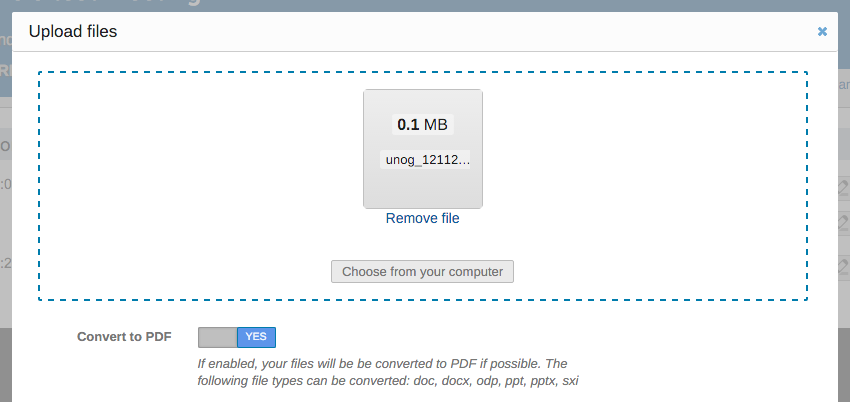 Upload files
0.1 MB
unog_12112...
Remove file
Choose from your computer
Convert to PDF YES
If enabled, your files will be be converted to PDF if possible. The
following file types can be converted: doc, docx, odp, ppt, pptx, sxi